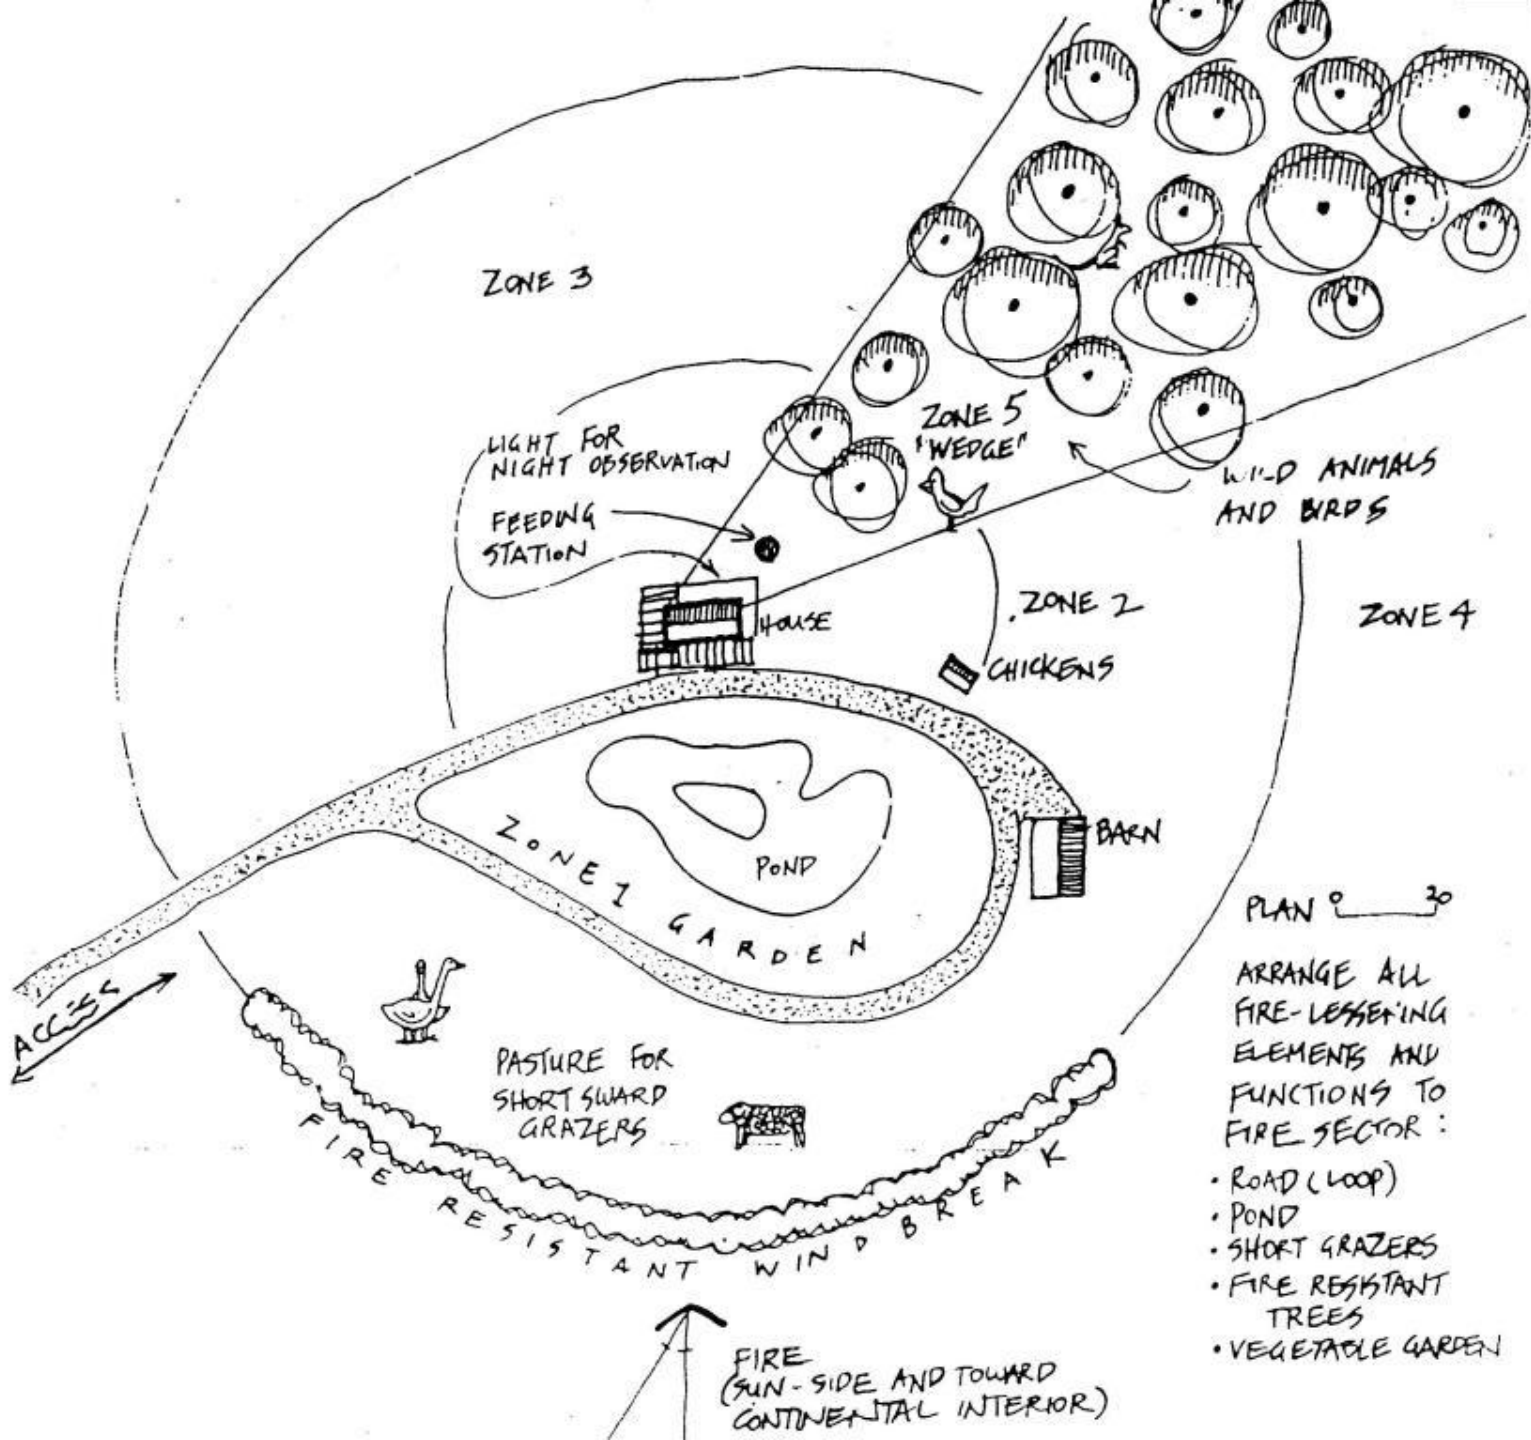 ZONE 3
LIGHT FOR
NIGHT OBSERVATION
FEEDING
STATION
ZONE 5
"WEDGE"
WILD ANIMALS
AND BIRDS
HOUSE
ZONE 2
ZONE 4
CHICKENS
BARN
ZONE 1 GARDEN
POND
ACCESS
PASTURE FOR
SHORT SWARD
GRAZERS
FIRE RESISTANT WINDBREAK
PLAN 0 30
ARRANGE ALL
FIRE-LESSENING
ELEMENTS AND
FUNCTIONS TO
FIRE SECTOR:
• ROAD (LOOP)
• POND
• SHORT GRAZERS
• FIRE RESISTANT
TREES
• VEGETABLE GARDEN
FIRE
(SUN-SIDE AND TOWARD
CONTINENTAL INTERIOR)